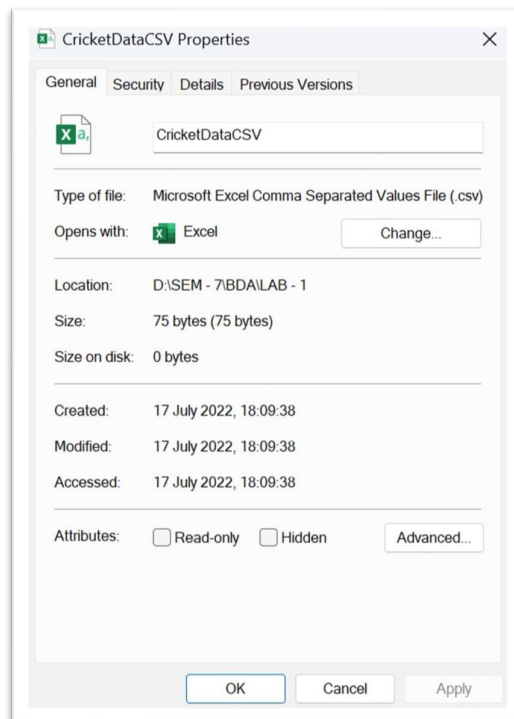 CricketDataCSV Properties
General Security Details Previous Versions
X a,
CricketDataCSV
Type of file: Microsoft Excel Comma Separated Values File (.csv)
Opens with: Excel Change...
Location: D:\SEM - 7\BDA\LAB - 1
Size: 75 bytes (75 bytes)
Size on disk: 0 bytes
Created: 17 July 2022, 18:09:38
Modified: 17 July 2022, 18:09:38
Accessed: 17 July 2022, 18:09:38
Attributes: Read-only Hidden Advanced...
OK Cancel Apply